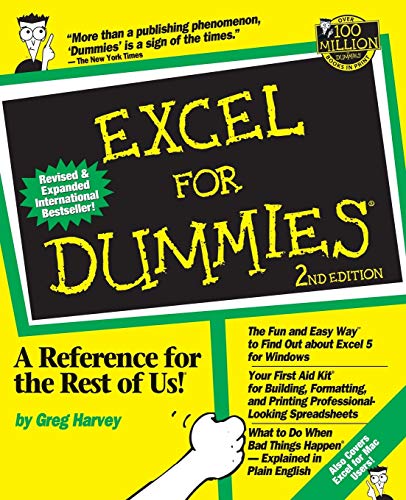 "More than a publishing phenomenon,
'Dummies' is a sign of the times."
— The New York Times
OVER
100
MILLION
DUMMIES
BOOKS IN PRINT
EXCEL
FOR
DUMMIES®
2ND EDITION
Revised &
Expanded
International
Bestseller!
A Reference for
the Rest of Us!®
by Greg Harvey
The Fun and Easy Way™
to Find Out about Excel 5
for Windows
Your First Aid Kit®
for Building, Formatting,
and Printing Professional-
Looking Spreadsheets
What to Do When
Bad Things Happen®
— Explained in
Plain English
Also Covers
Excel for Mac
Users!